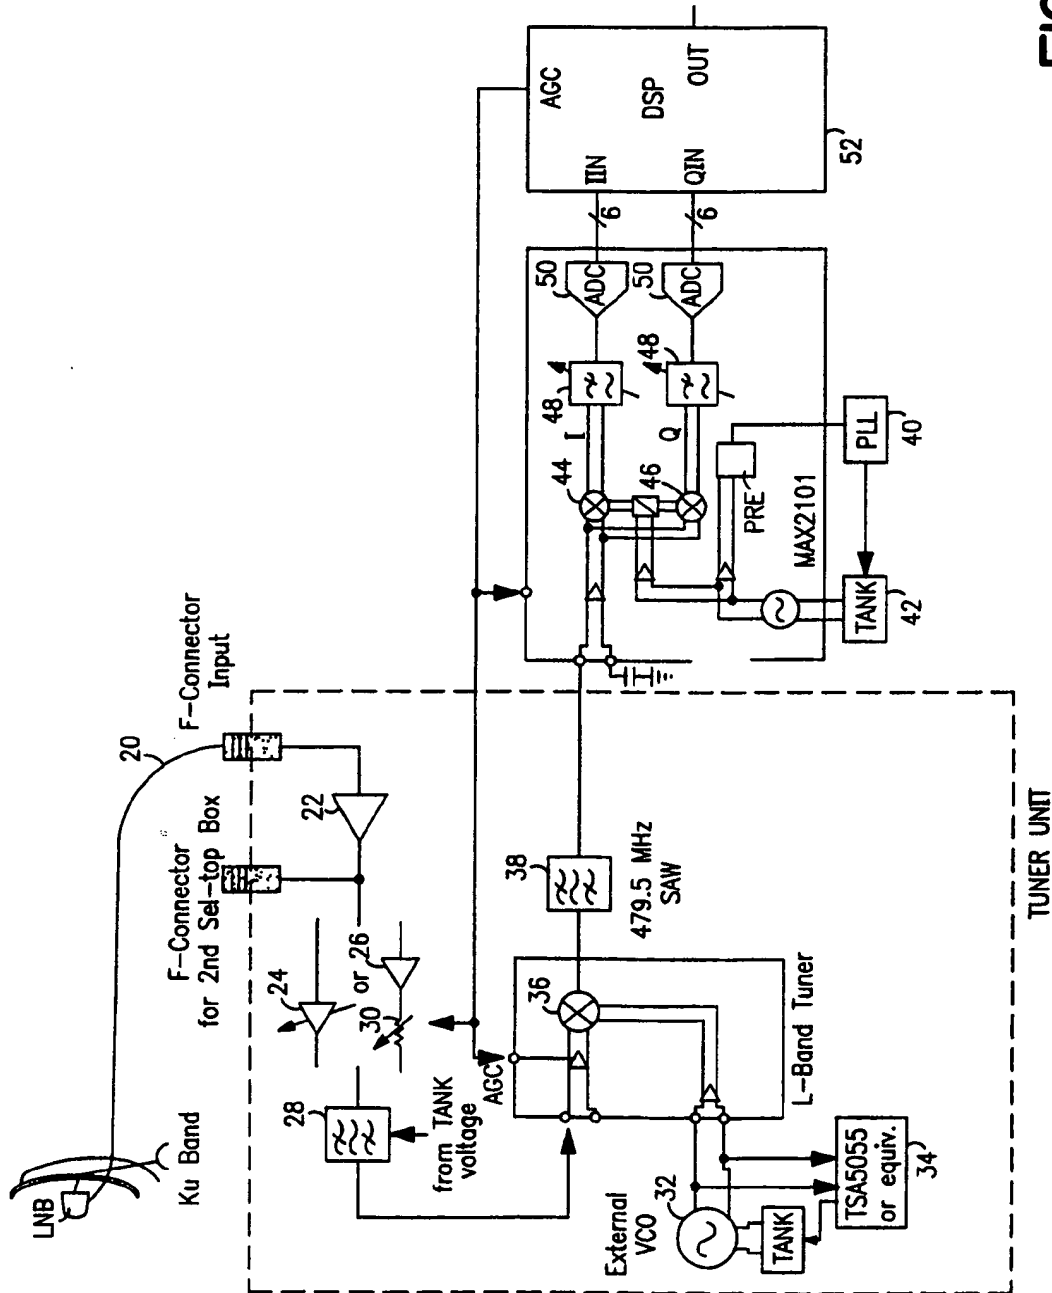 LNB
Ku Band
20
F-Connector
Input
F-Connector
for 2nd Sel-top Box
22
24
or
26
30
28
from TANK
voltage
AGC
External
VCO
32
TANK
TSA5055
or equiv.
34
36
L-Band Tuner
38
479.5 MHz
SAW
TUNER UNIT
44
46
I
Q
48
48
50
ADC
50
ADC
PRE
MAX2101
TANK
42
PLL
40
6
6
IIN
QIN
AGC
DSP
OUT
52